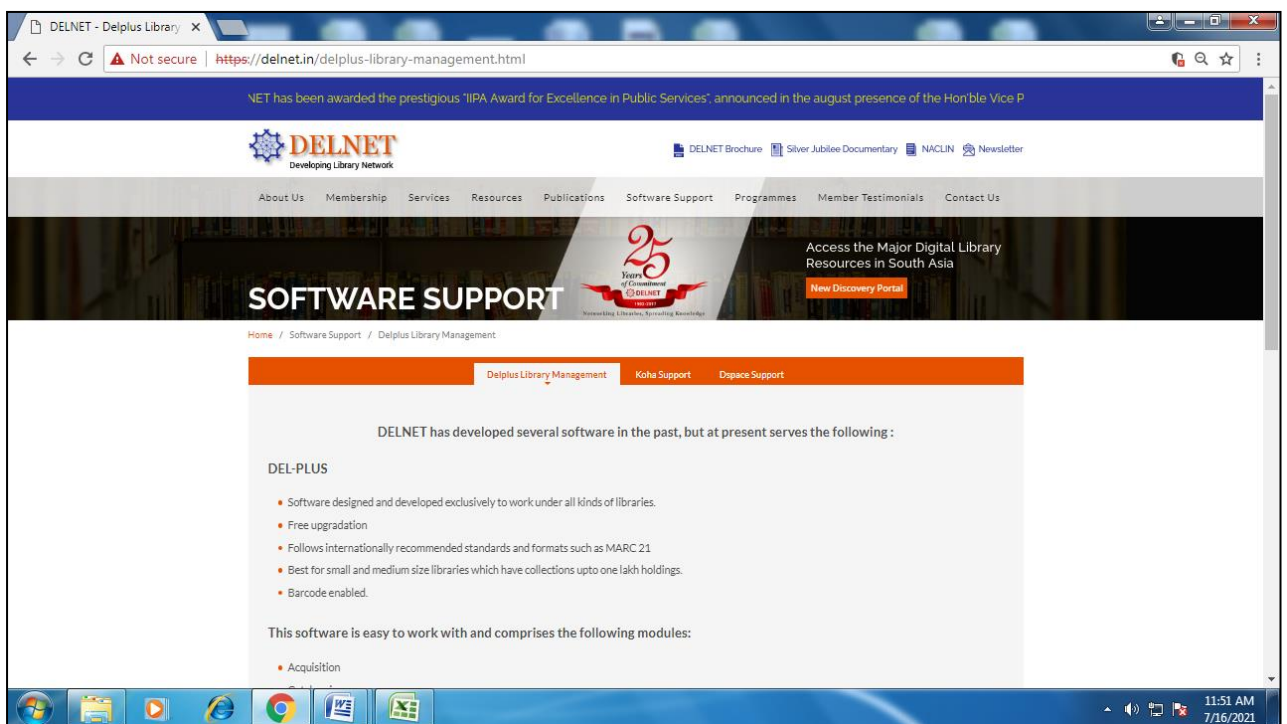 DELNET - Delplus Library
Not secure | https://delnet.in/delplus-library-management.html
NET has been awarded the prestigious "IIPA Award for Excellence in Public Services", announced in the august presence of the Hon'ble Vice P
DELNET
Developing Library Network
DELNET Brochure Silver Jubilee Documentary NACLIN Newsletter
About Us Membership Services Resources Publications Software Support Programmes Member Testimonials Contact Us
SOFTWARE SUPPORT
25
Years
of Commitment
DELNET
Networking Libraries, Spreading Knowledge
Access the Major Digital Library
Resources in South Asia
New Discovery Portal
Home / Software Support / Delplus Library Management
Delplus Library Management Koha Support Dspace Support
DELNET has developed several software in the past, but at present serves the following :
DEL-PLUS
• Software designed and developed exclusively to work under all kinds of libraries.
• Free upgradation
• Follows internationally recommended standards and formats such as MARC 21
• Best for small and medium size libraries which have collections upto one lakh holdings.
• Barcode enabled.
This software is easy to work with and comprises the following modules:
• Acquisition
11:51 AM
7/16/2021